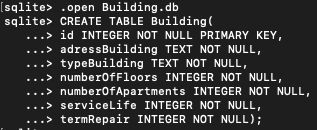 [sqlite> .open Building.db
sqlite> CREATE TABLE Building(
...> id INTEGER NOT NULL PRIMARY KEY,
...> adressBuilding TEXT NOT NULL,
...> typeBuilding TEXT NOT NULL,
...> numberOfFloors INTEGER NOT NULL,
...> numberOfApartments INTEGER NOT NULL,
...> serviceLife INTEGER NOT NULL,
...> termRepair INTEGER NOT NULL);